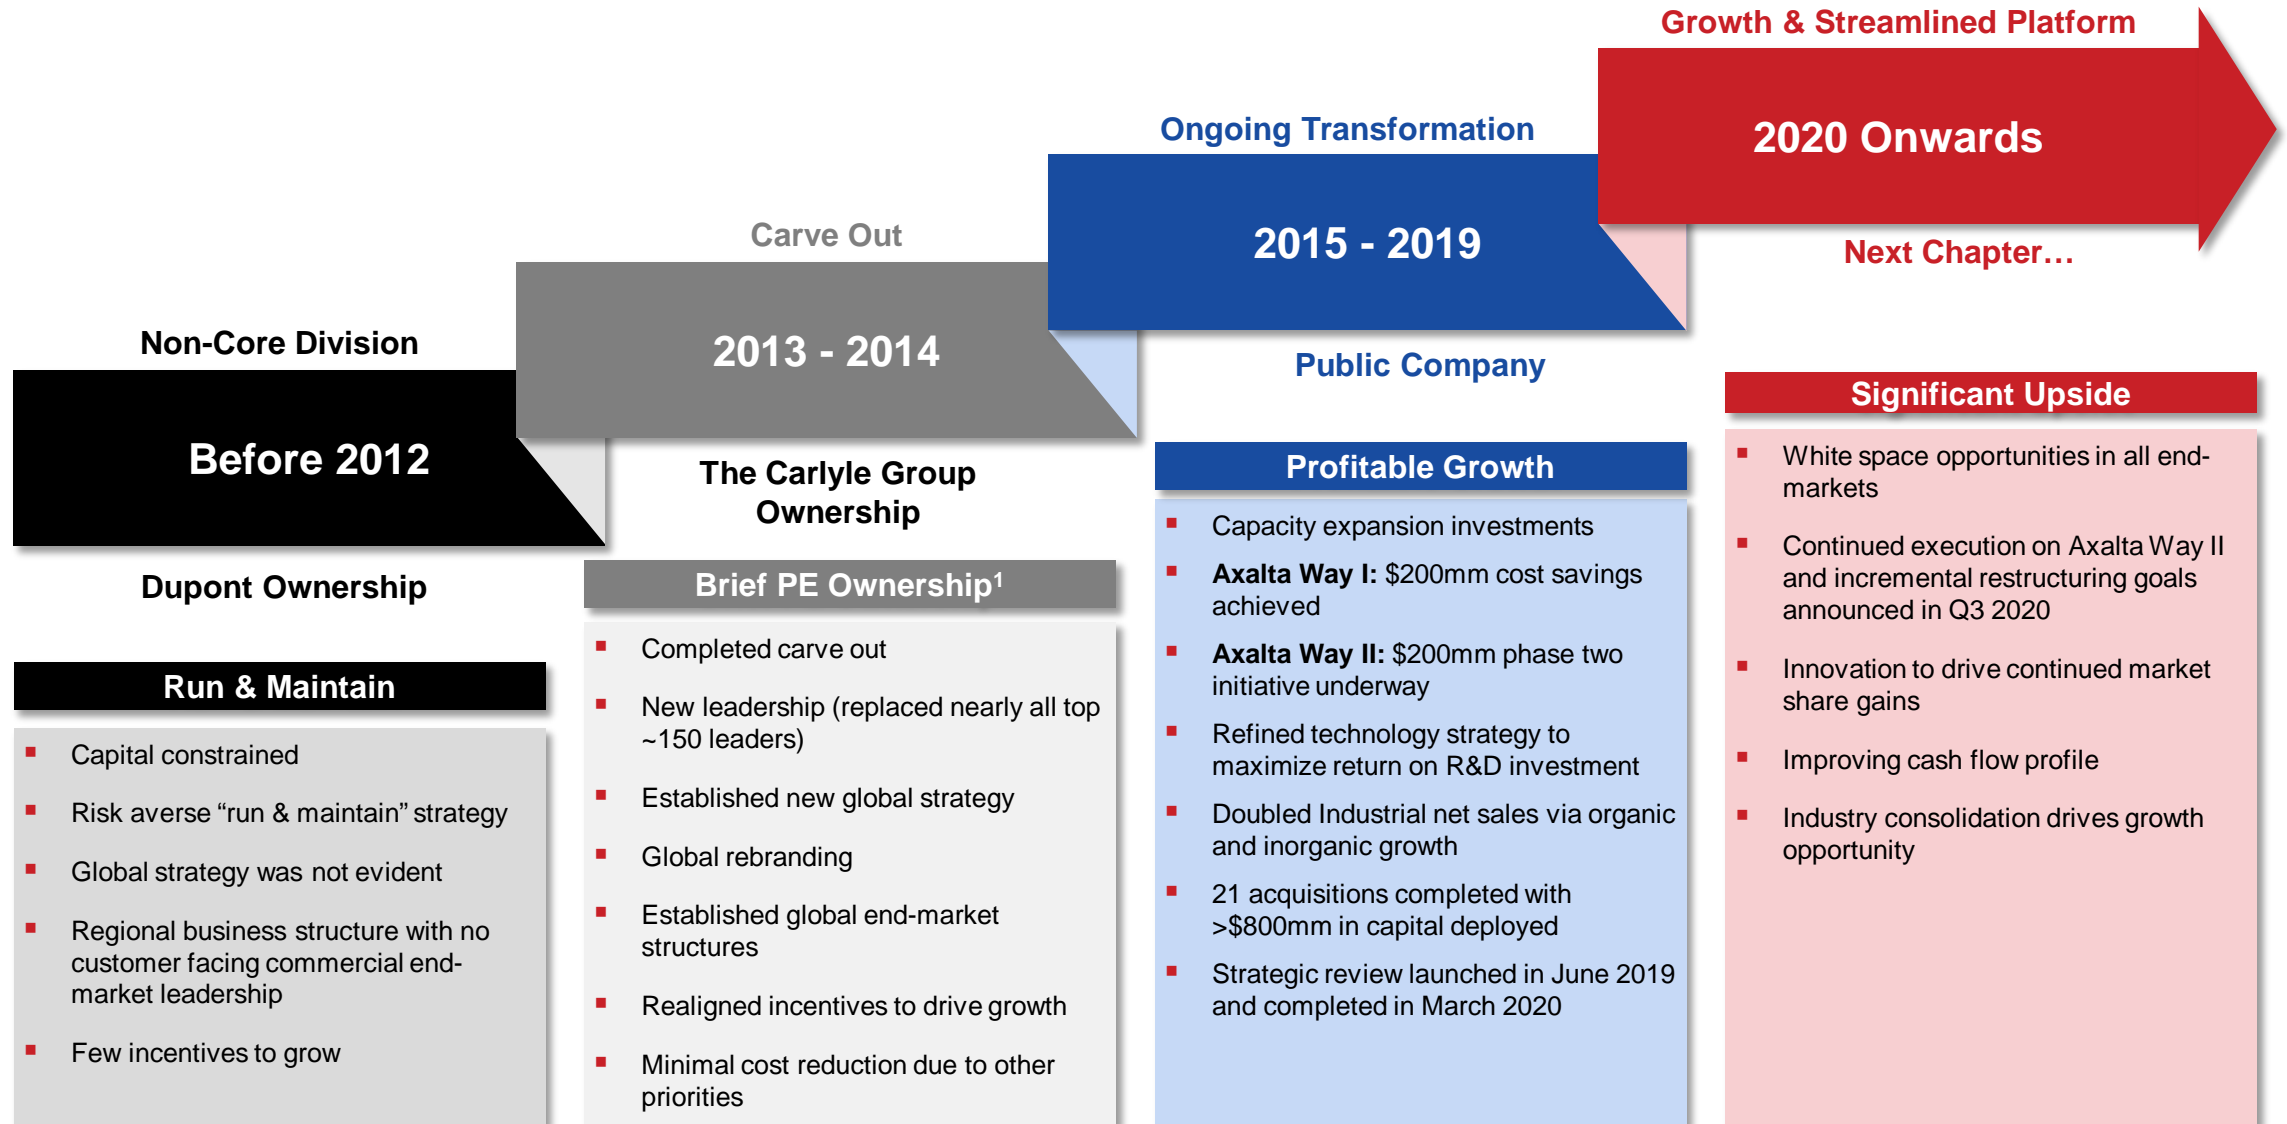 Non-Core Division
Before 2012
Dupont Ownership
Run & Maintain
Capital constrained
Risk averse “run & maintain” strategy
Global strategy was not evident
Regional business structure with no
customer facing commercial end-
market leadership
Few incentives to grow
Carve Out
2013 - 2014
The Carlyle Group
Ownership
Brief PE Ownership¹
Completed carve out
New leadership (replaced nearly all top
~150 leaders)
Established new global strategy
Global rebranding
Established global end-market
structures
Realigned incentives to drive growth
Minimal cost reduction due to other
priorities
Ongoing Transformation
2015 - 2019
Public Company
Profitable Growth
Capacity expansion investments
Axalta Way I: $200mm cost savings
achieved
Axalta Way II: $200mm phase two
initiative underway
Refined technology strategy to
maximize return on R&D investment
Doubled Industrial net sales via organic
and inorganic growth
21 acquisitions completed with
>$800mm in capital deployed
Strategic review launched in June 2019
and completed in March 2020
Growth & Streamlined Platform
2020 Onwards
Next Chapter…
Significant Upside
White space opportunities in all end-
markets
Continued execution on Axalta Way II
and incremental restructuring goals
announced in Q3 2020
Innovation to drive continued market
share gains
Improving cash flow profile
Industry consolidation drives growth
opportunity